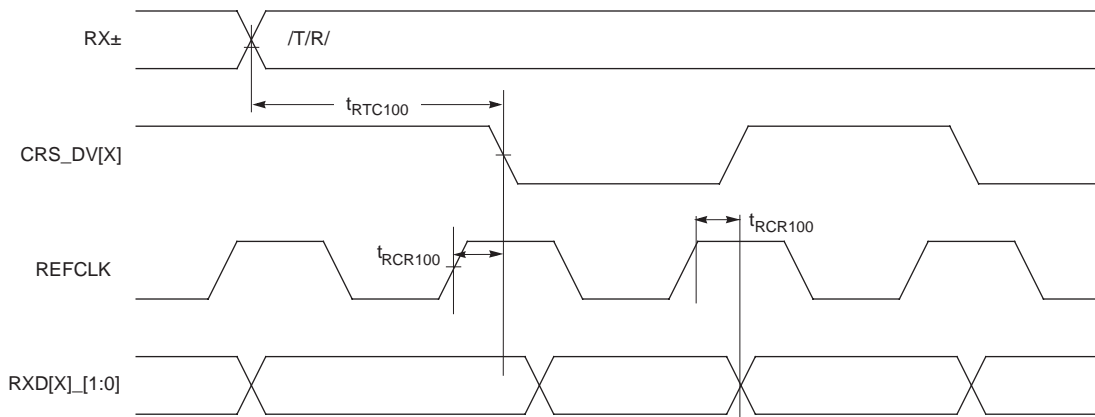 RX±
/T/R/
tRTC100
CRS_DV[X]
tRCR100
tRCR100
REFCLK
RXD[X]_[1:0]